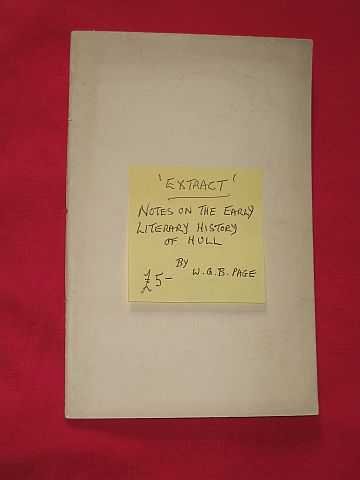 'EXTRACT'
NOTES ON THE EARLY
LITERARY HISTORY
OF HULL
BY
W.G.B. PAGE
£5-